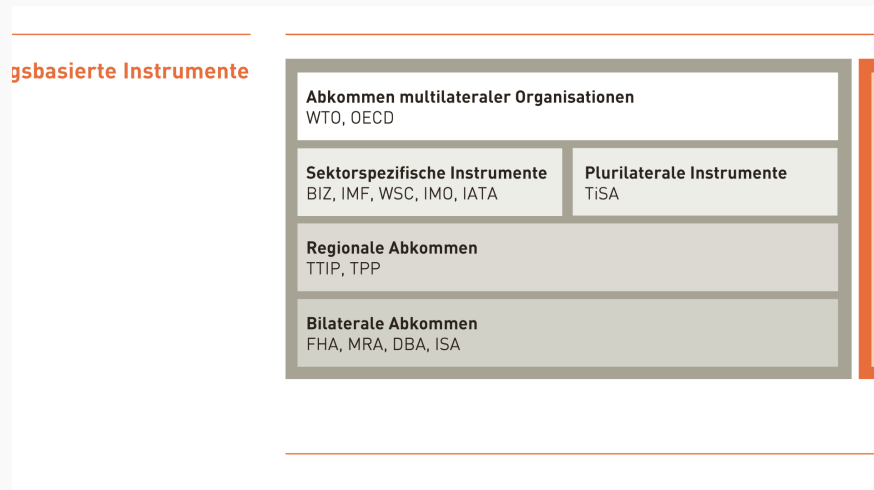 gsbasierte Instrumente
Abkommen multilateraler Organisationen
WTO, OECD
Sektorspezifische Instrumente
BIZ, IMF, WSC, IMO, IATA
Plurilaterale Instrumente
TiSA
Regionale Abkommen
TTIP, TPP
Bilaterale Abkommen
FHA, MRA, DBA, ISA